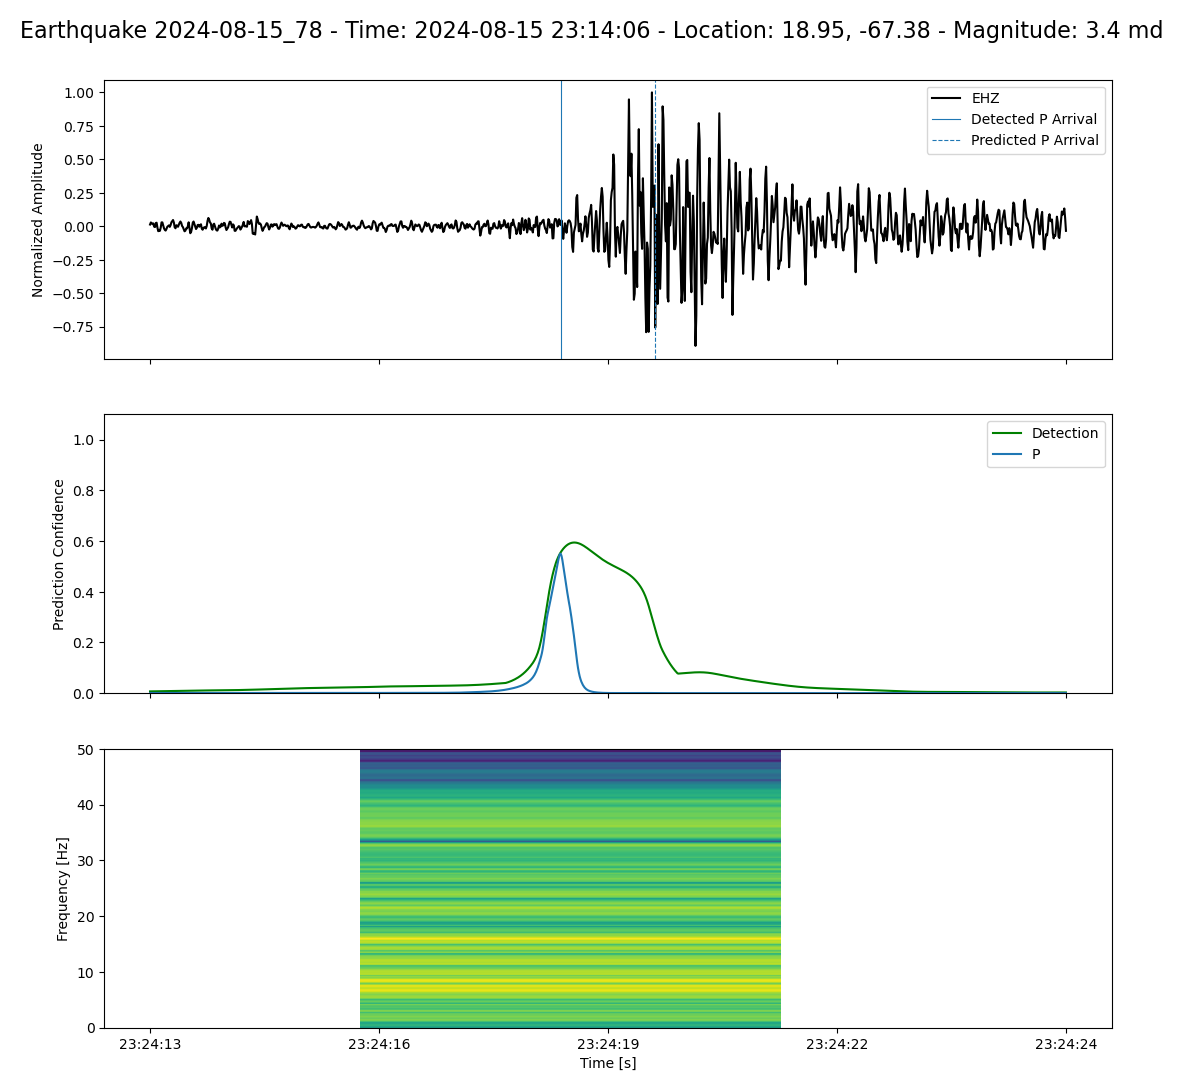 Earthquake 2024-08-15_78 - Time: 2024-08-15 23:14:06 - Location: 18.95, -67.38 - Magnitude: 3.4 md
Normalized Amplitude
1.00
0.75
0.50
0.25
0.00
−0.25
−0.50
−0.75
EHZ
Detected P Arrival
Predicted P Arrival
Prediction Confidence
1.0
0.8
0.6
0.4
0.2
0.0
Detection
P
Frequency [Hz]
50
40
30
20
10
0
23:24:13 23:24:16 23:24:19 23:24:22 23:24:24
Time [s]